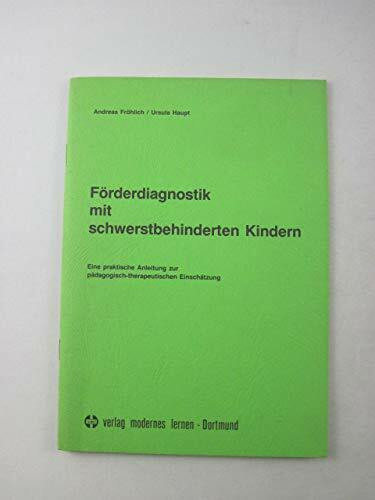 Andreas Fröhlich / Ursula Haupt
Förderdiagnostik
mit
schwerstbehinderten Kindern
Eine praktische Anleitung zur
pädagogisch-therapeutischen Einschätzung
verlag modernes lernen - Dortmund